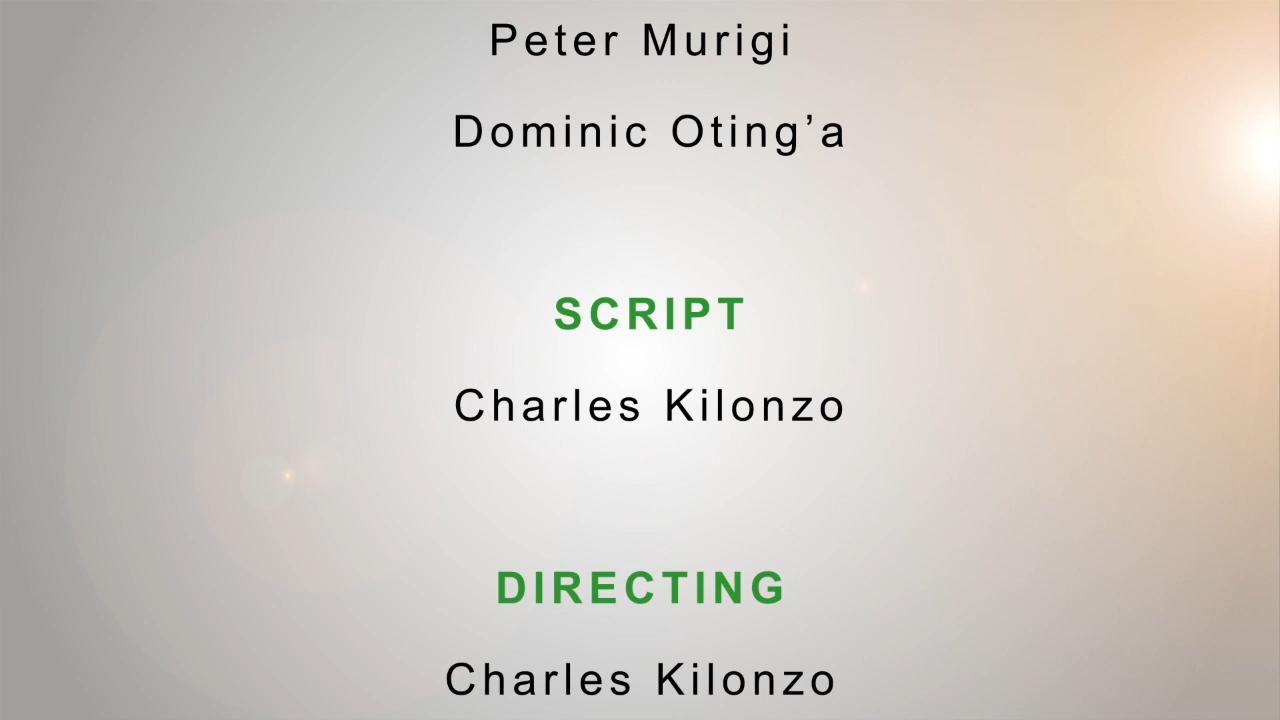 Peter Murigi
Dominic Oting’a
SCRIPT
Charles Kilonzo
DIRECTING
Charles Kilonzo